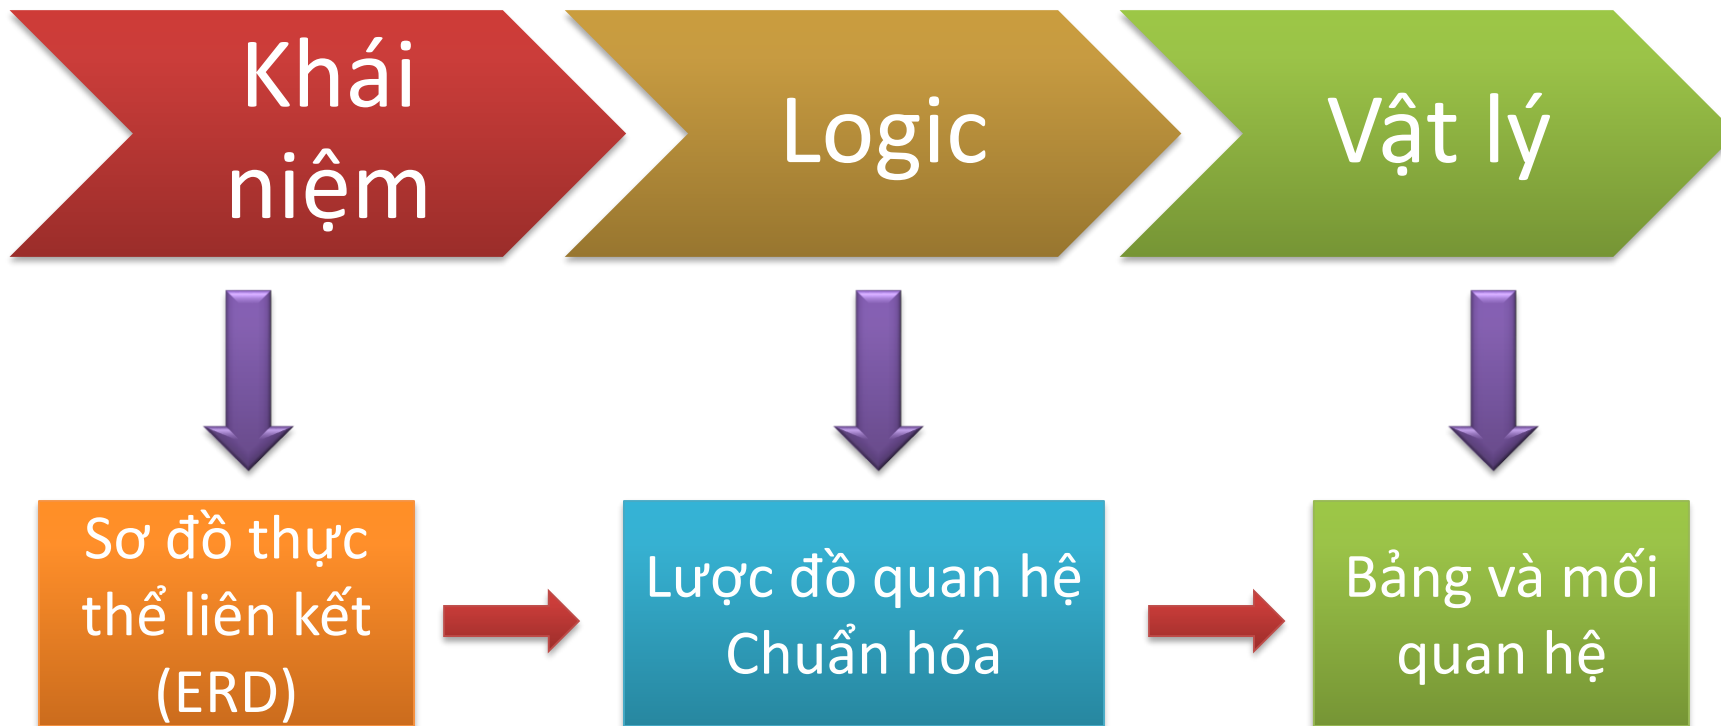 Khái
niệm
Logic
Vật lý
Sơ đồ thực
thể liên kết
(ERD)
Lược đồ quan hệ
Chuẩn hóa
Bảng và mối
quan hệ